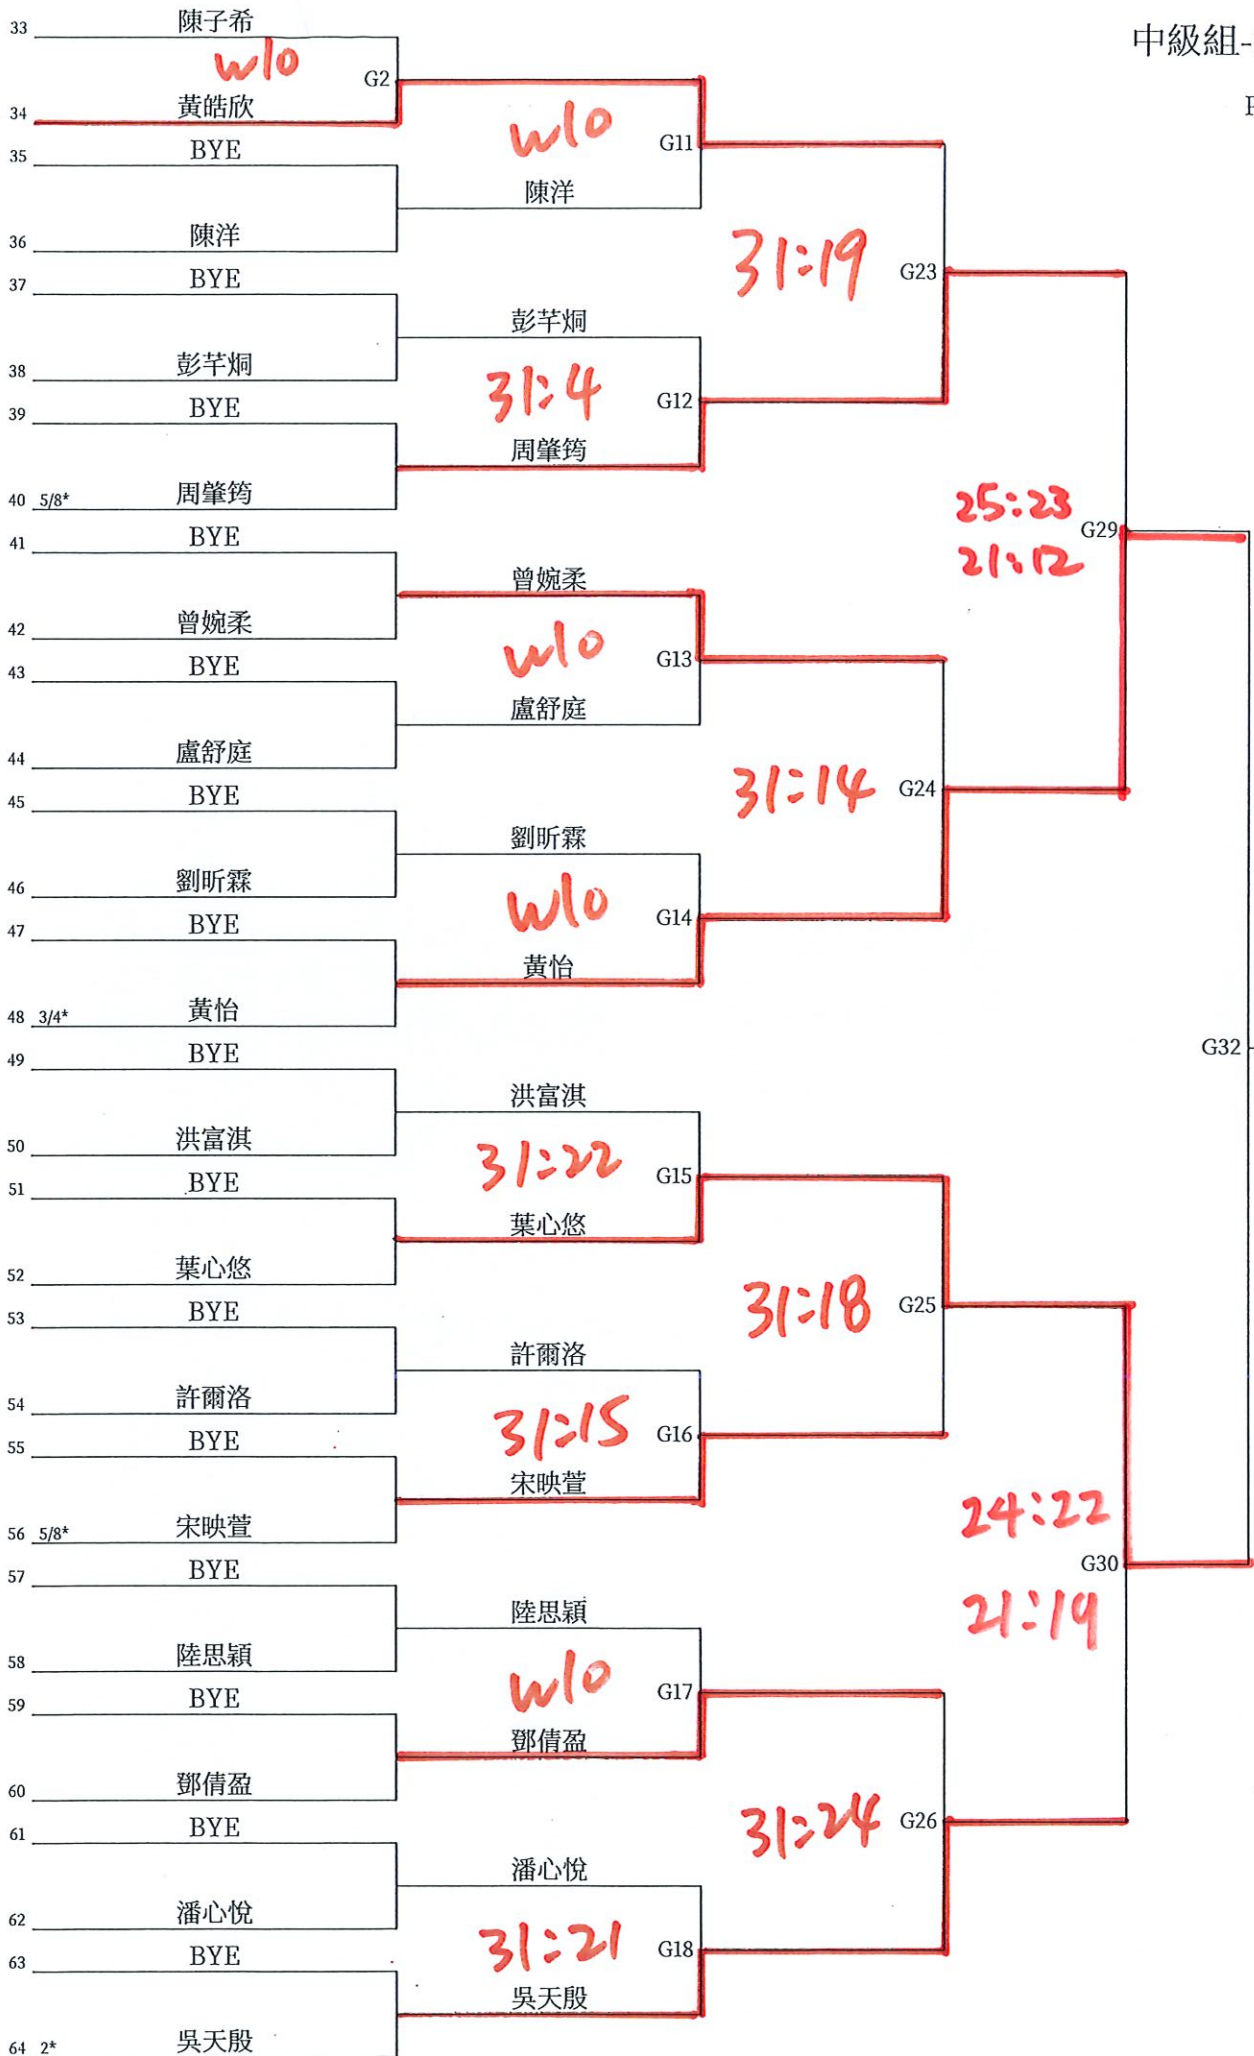 中級組-
33 陳子希
w/o
G2
34 黃皓欣
35 BYE
w/o
G11
陳洋
36 陳洋
37 BYE
31:19
G23
彭芊焗
38 彭芊焗
39 BYE
31:4
G12
周肇筠
40 5/8* 周肇筠
41 BYE
25:23
21:12
G29
曾婉柔
42 曾婉柔
43 BYE
w/o
G13
盧舒庭
44 盧舒庭
45 BYE
31:14
G24
劉昕霖
46 劉昕霖
47 BYE
w/o
G14
黃怡
48 3/4* 黃怡
49 BYE
G32
洪富淇
50 洪富淇
51 BYE
31:22
G15
葉心悠
52 葉心悠
53 BYE
31:18
G25
許爾洛
54 許爾洛
55 BYE
31:15
G16
宋映萱
56 5/8* 宋映萱
57 BYE
24:22
G30
21:19
陸思穎
58 陸思穎
59 BYE
w/o
G17
鄧倩盈
60 鄧倩盈
61 BYE
31:24
G26
潘心悅
62 潘心悅
63 BYE
31:21
G18
吳天殷
64 2* 吳天殷